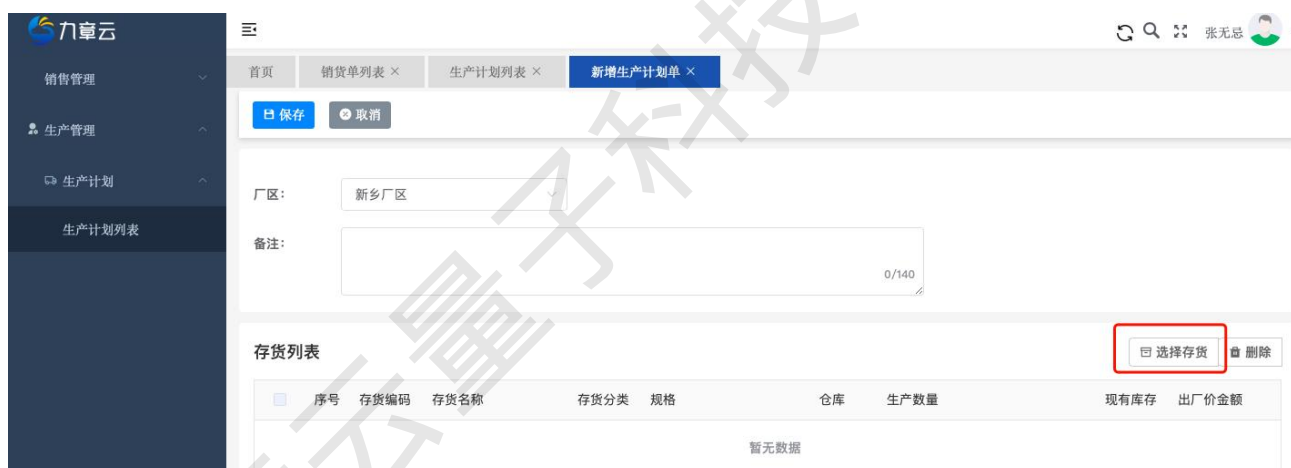 九章云
张无忌
销售管理
首页 销货单列表 × 生产计划列表 × 新增生产计划单 ×
保存 取消
生产管理
生产计划
厂区： 新乡厂区
生产计划列表
备注：
0/140
存货列表
选择存货 删除
序号 存货编码 存货名称 存货分类 规格 仓库 生产数量 现有库存 出厂价金额
暂无数据
云量子科技